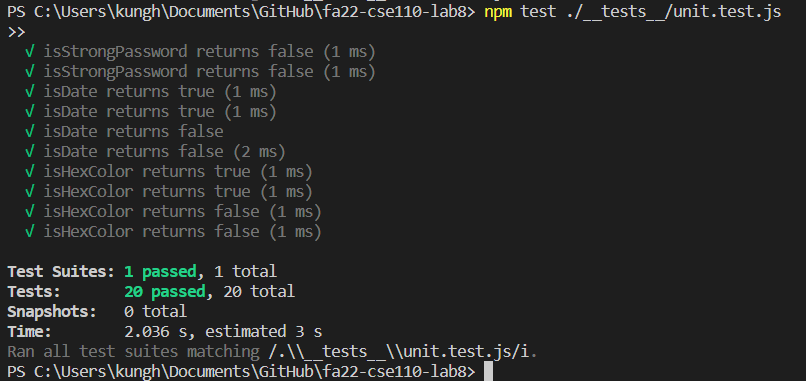 PS C:\Users\kungh\Documents\GitHub\fa22-cse110-lab8> npm test ./__tests__/unit.test.js
>>
√ isStrongPassword returns false (1 ms)
√ isStrongPassword returns false (1 ms)
√ isDate returns true (1 ms)
√ isDate returns true (1 ms)
√ isDate returns false
√ isDate returns false (2 ms)
√ isHexColor returns true (1 ms)
√ isHexColor returns true (1 ms)
√ isHexColor returns false (1 ms)
√ isHexColor returns false (1 ms)
Test Suites: 1 passed, 1 total
Tests:       20 passed, 20 total
Snapshots:   0 total
Time:        2.036 s, estimated 3 s
Ran all test suites matching /.\\__tests__\\unit.test.js/i.
PS C:\Users\kungh\Documents\GitHub\fa22-cse110-lab8>